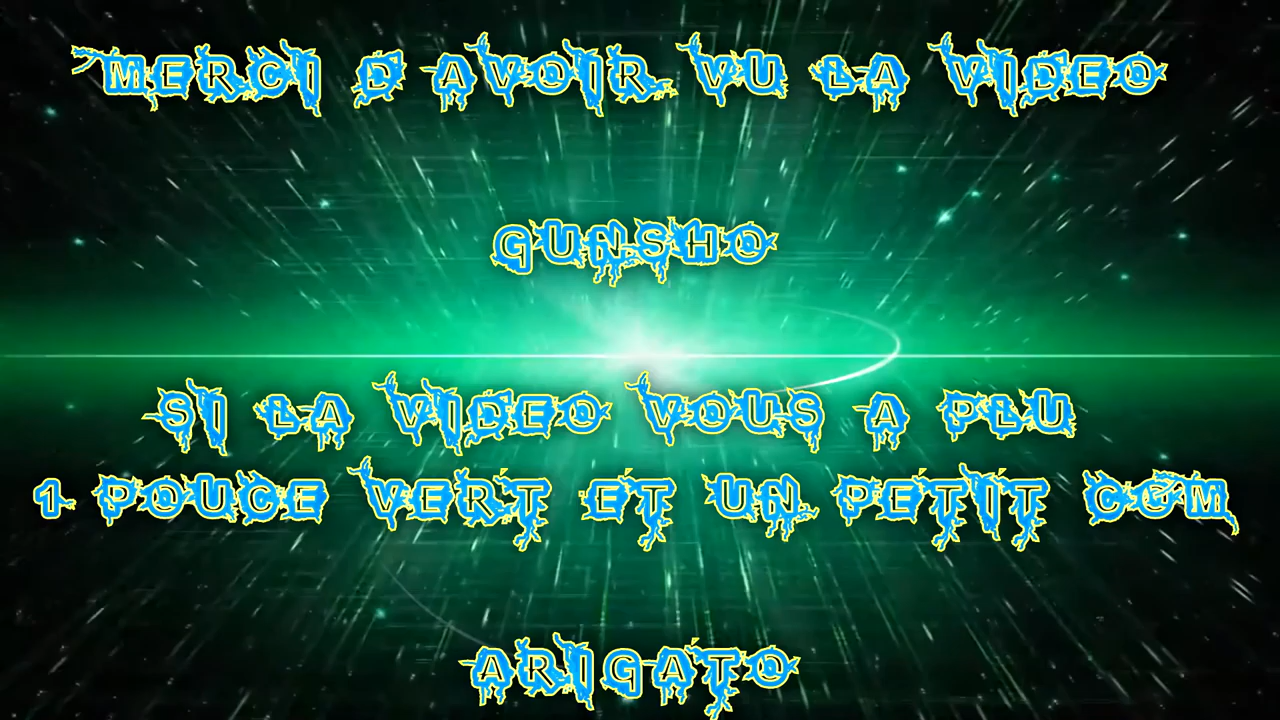 MERCI D AVOIR VU LA VIDEO
GUNSHO
SI LA VIDEO VOUS A PLU
1 POUCE VERT ET UN PETIT COM
ARIGATO